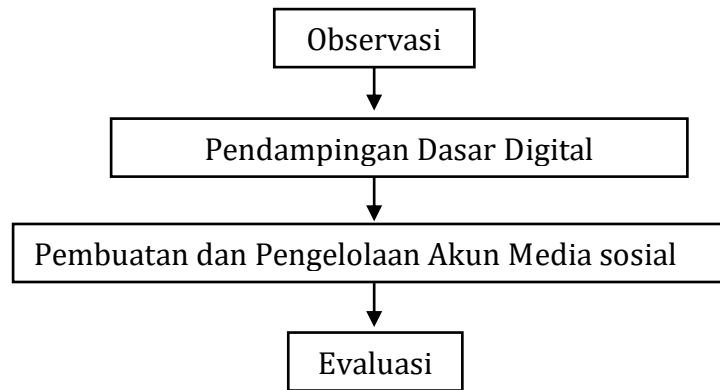 Observasi
Pendampingan Dasar Digital
Pembuatan dan Pengelolaan Akun Media sosial
Evaluasi